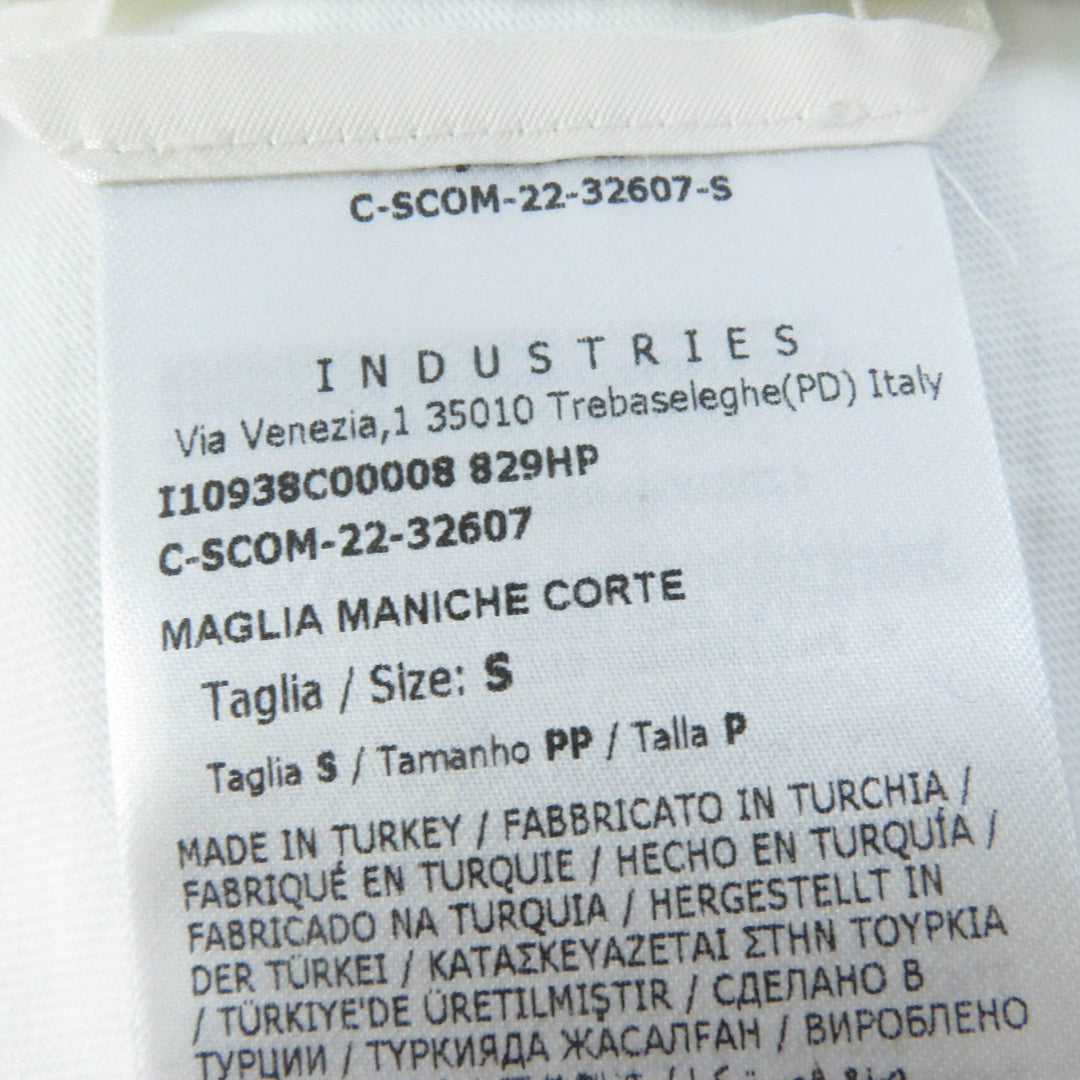 C-SCOM-22-32607-S
INDUSTRIES
Via Venezia,1 35010 Trebaseleghe(PD) Italy
I10938C00008 829HP
C-SCOM-22-32607
MAGLIA MANICHE CORTE
Taglia / Size: S
Taglia S / Tamanho PP / Talla P
MADE IN TURKEY / FABBRICATO IN TURCHIA /
FABRIQUÉ EN TURQUIE / HECHO EN TURQUÍA /
FABRICADO NA TURQUIA / HERGESTELLT IN
DER TÜRKEI / ΚΑΤΑΣΚΕΥΑΖΕΤΑΙ ΣΤΗΝ ΤΟΥΡΚΙΑ
/ TÜRKIYE'DE ÜRETILMIŞTIR / СДЕЛАНО В
ТУРЦИИ / ТҮРКИЯДА ЖАСАЛҒАН / ВИРОБЛЕНО